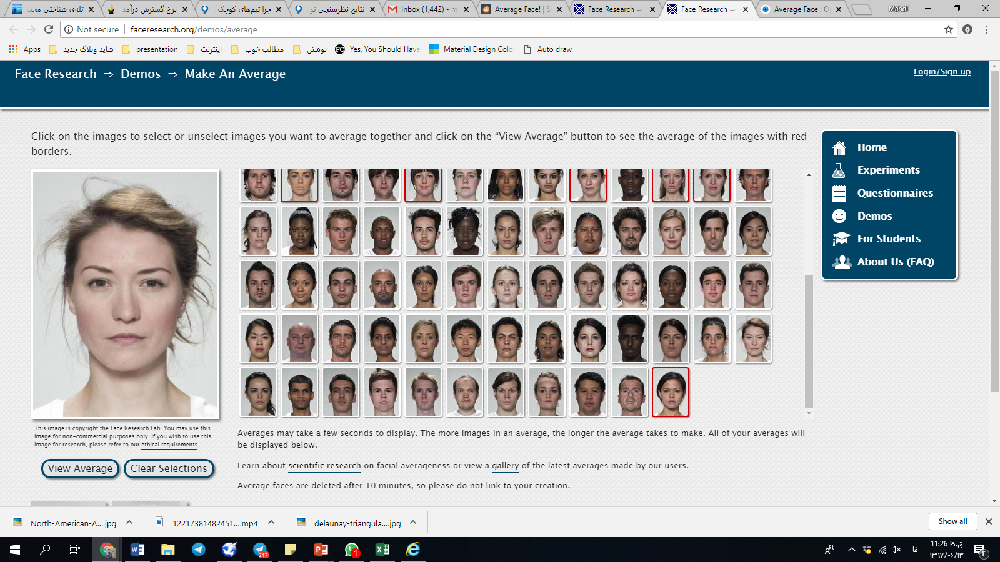 تله‌ی شناختی محص
نرخ گسترش درآمد
چرا تیم‌های کوچک
نتایج نظرسنجی تو
Inbox (1,442) - m
Average Face! | S
Face Research =
Face Research =
Average Face : O
Mahdi
Not secure
faceresearch.org/demos/average
Apps
شاید وبلاگ جدید
presentation
اینترنت
مطالب خوب
نوشتن
FC
Yes, You Should Have
Material Design Colo
Auto draw
Face Research ⇒ Demos ⇒ Make An Average
Login/Sign up
Click on the images to select or unselect images you want to average together and click on the “View Average” button to see the average of the images with red
borders.
Home
Experiments
Questionnaires
Demos
For Students
About Us (FAQ)
This image is copyright the Face Research Lab. You may use this
image for non-commercial purposes only. If you wish to use this
image for research, please refer to our ethical requirements.
View Average
Clear Selections
Averages may take a few seconds to display. The more images in an average, the longer the average takes to make. All of your averages will
be displayed below.
Learn about scientific research on facial averageness or view a gallery of the latest averages made by our users.
Average faces are deleted after 10 minutes, so please do not link to your creation.
North-American-A....jpg
12217381482451....mp4
delaunay-triangula....jpg
Show all
217
1
فا
11:26 ق.ظ
۱۳۹۷/۰۶/۱۳